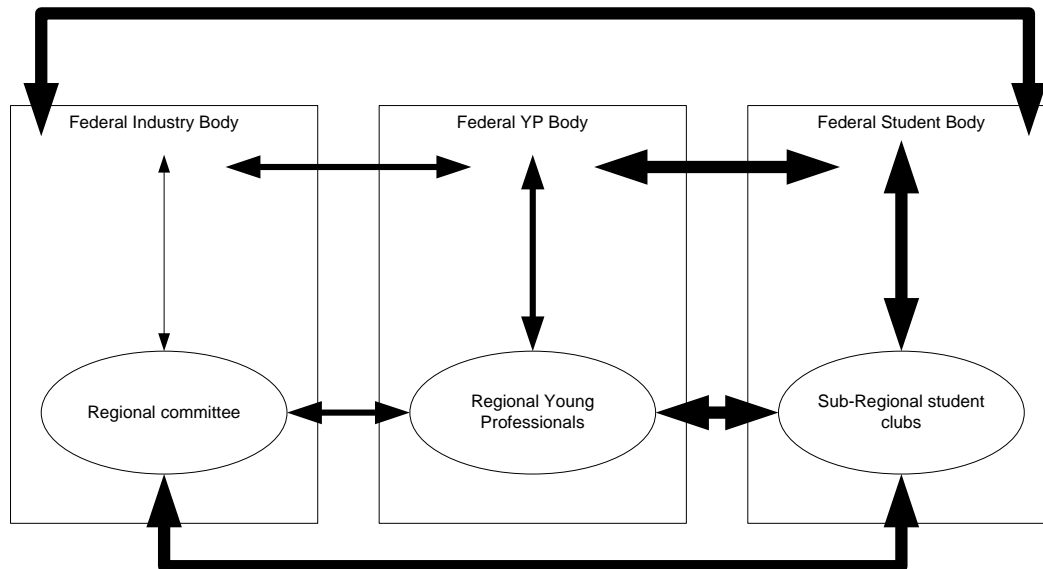 Federal Industry Body
Federal YP Body
Federal Student Body
Regional committee
Regional Young
Professionals
Sub-Regional student
clubs